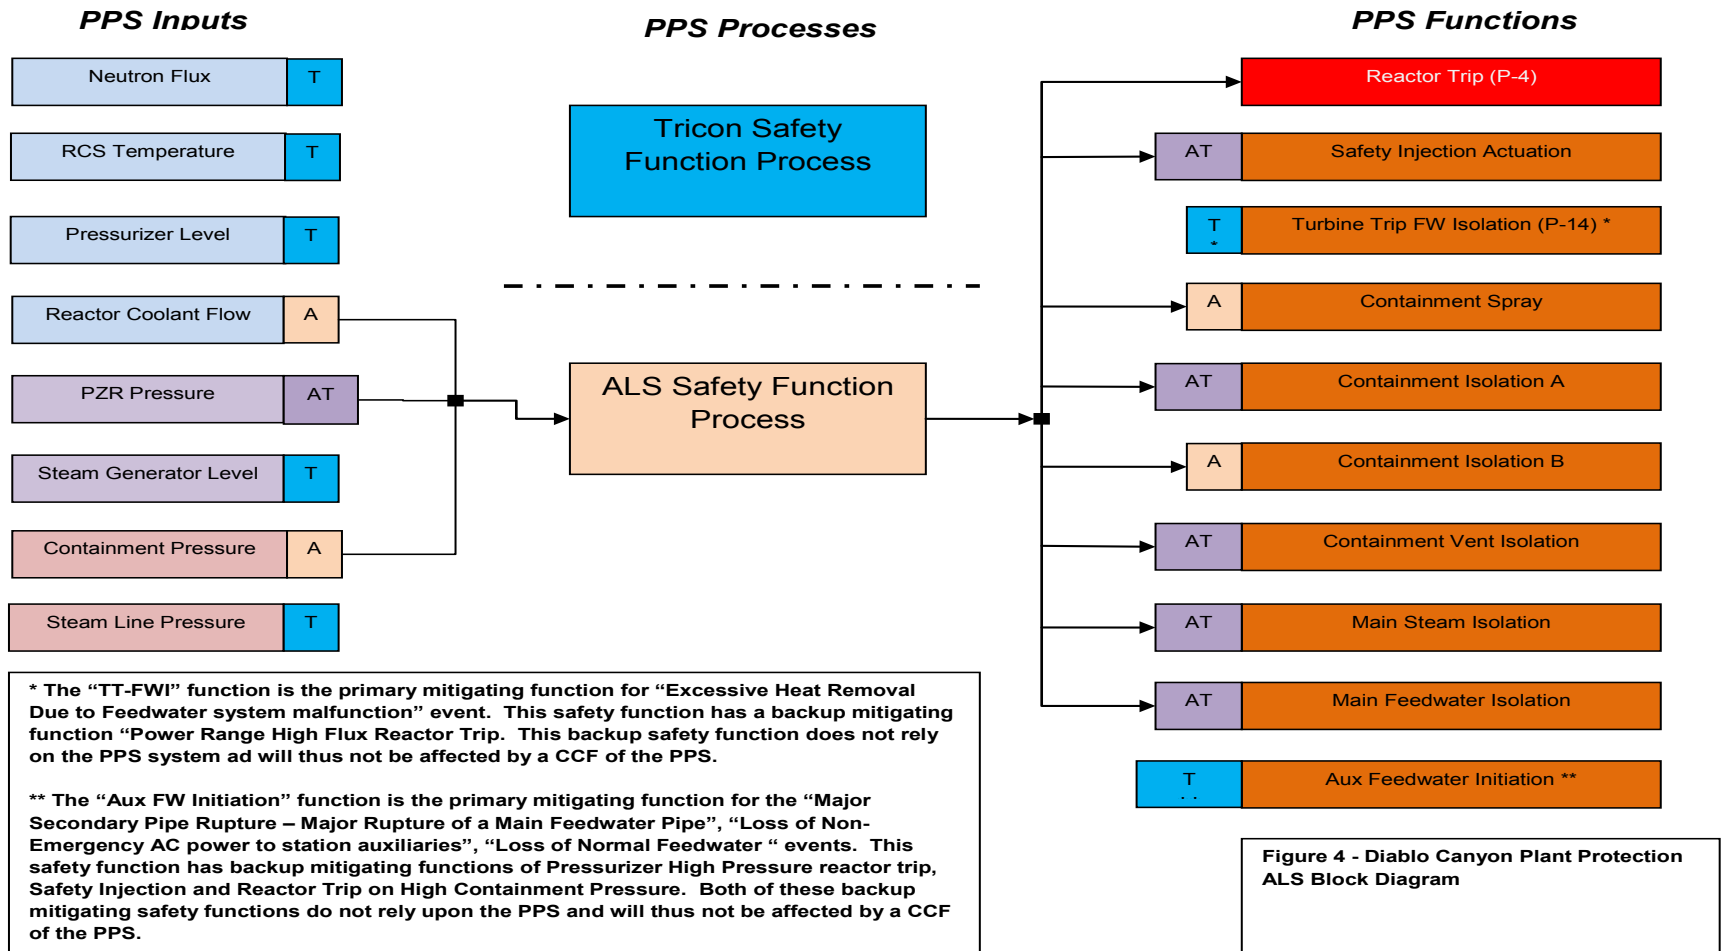 PPS Inputs
PPS Processes
PPS Functions
Neutron Flux
T
RCS Temperature
T
Pressurizer Level
T
Reactor Coolant Flow
A
PZR Pressure
AT
Steam Generator Level
T
Containment Pressure
A
Steam Line Pressure
T
Tricon Safety
Function Process
ALS Safety Function
Process
Reactor Trip (P-4)
AT
Safety Injection Actuation
T
*
Turbine Trip FW Isolation (P-14) *
A
Containment Spray
AT
Containment Isolation A
A
Containment Isolation B
AT
Containment Vent Isolation
AT
Main Steam Isolation
AT
Main Feedwater Isolation
T
Aux Feedwater Initiation **
* The “TT-FWI” function is the primary mitigating function for “Excessive Heat Removal
Due to Feedwater system malfunction” event.  This safety function has a backup mitigating
function “Power Range High Flux Reactor Trip.  This backup safety function does not rely
on the PPS system ad will thus not be affected by a CCF of the PPS.
** The “Aux FW Initiation” function is the primary mitigating function for the “Major
Secondary Pipe Rupture – Major Rupture of a Main Feedwater Pipe”, “Loss of Non-
Emergency AC power to station auxiliaries”, “Loss of Normal Feedwater “ events.  This
safety function has backup mitigating functions of Pressurizer High Pressure reactor trip,
Safety Injection and Reactor Trip on High Containment Pressure.  Both of these backup
mitigating safety functions do not rely upon the PPS and will thus not be affected by a CCF
of the PPS.
Figure 4 - Diablo Canyon Plant Protection
ALS Block Diagram